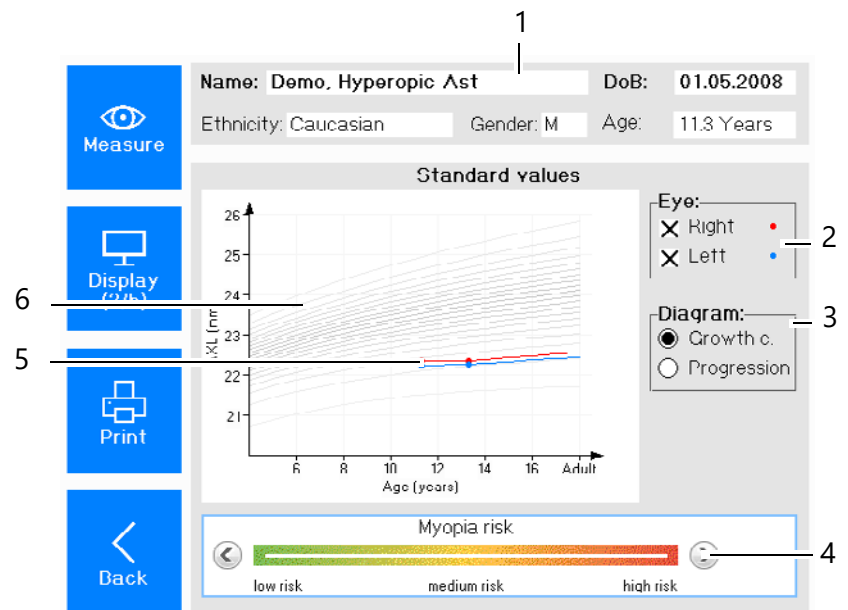 1
Name: Demo, Hyperopic Ast DoB: 01.05.2008
Ethnicity: Caucasian Gender: M Age: 11.3 Years
Measure
Display
Print
Back
Standard values
26
25
24
23
22
21
6 8 10 12 14 16 Adult
Age (years)
Eye:
Right
Left
2
Diagram:
3
Growth c.
Progression
6
5
Myopia risk
4
low risk medium risk high risk